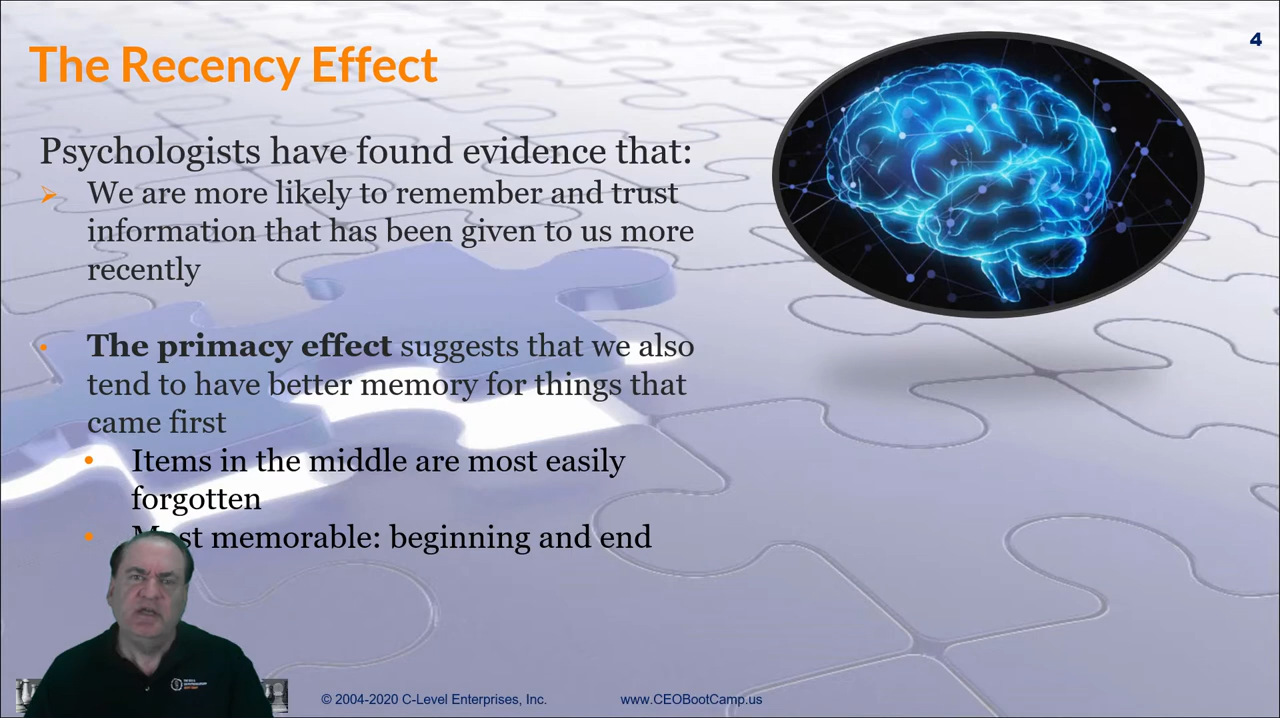 The Recency Effect
4
Psychologists have found evidence that:
We are more likely to remember and trust
information that has been given to us more
recently
The primacy effect suggests that we also
tend to have better memory for things that
came first
Items in the middle are most easily
forgotten
memorable: beginning and end
© 2004-2020 C-Level Enterprises, Inc.
www.CEOBootCamp.us